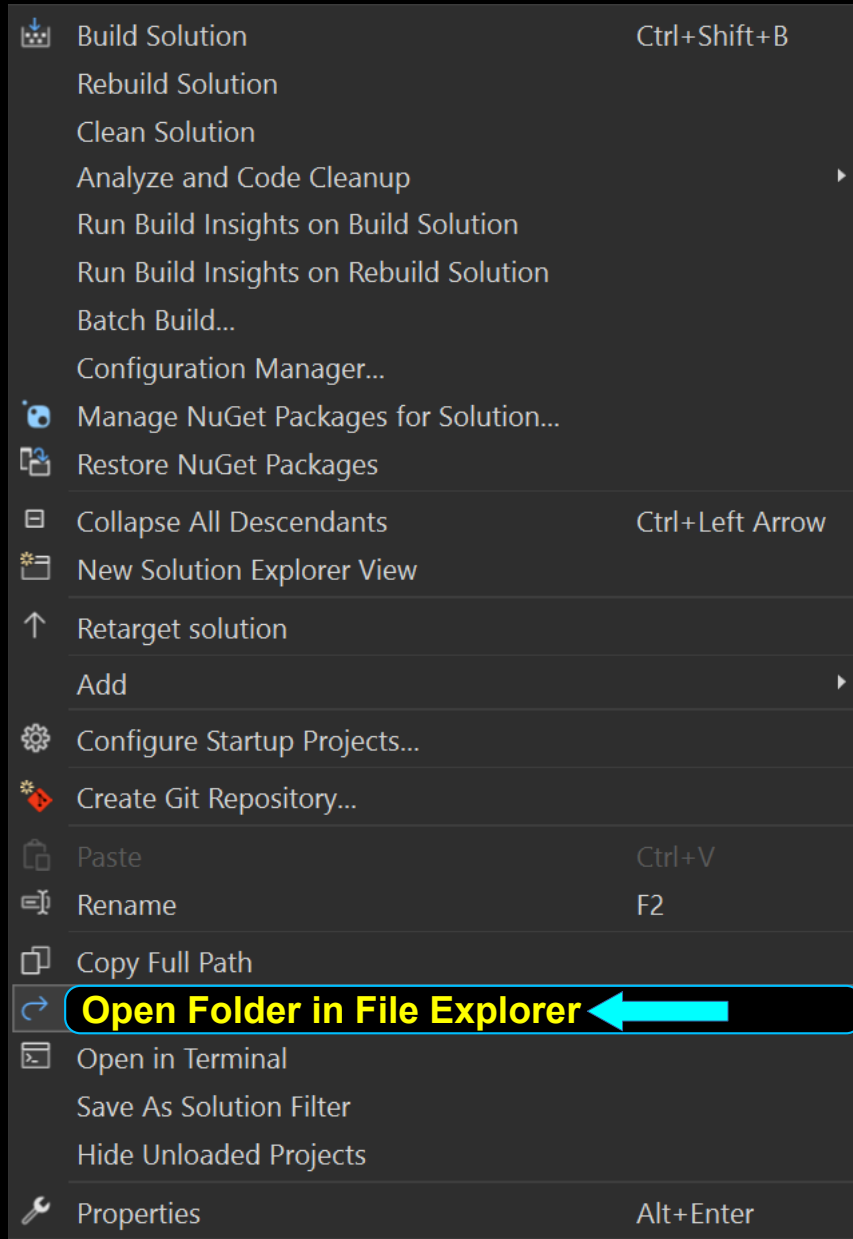 Build Solution Ctrl+Shift+B
Rebuild Solution
Clean Solution
Analyze and Code Cleanup
Run Build Insights on Build Solution
Run Build Insights on Rebuild Solution
Batch Build...
Configuration Manager...
Manage NuGet Packages for Solution...
Restore NuGet Packages
Collapse All Descendants Ctrl+Left Arrow
New Solution Explorer View
Retarget solution
Add
Configure Startup Projects...
Create Git Repository...
Paste Ctrl+V
Rename F2
Copy Full Path
Open Folder in File Explorer
Open in Terminal
Save As Solution Filter
Hide Unloaded Projects
Properties Alt+Enter